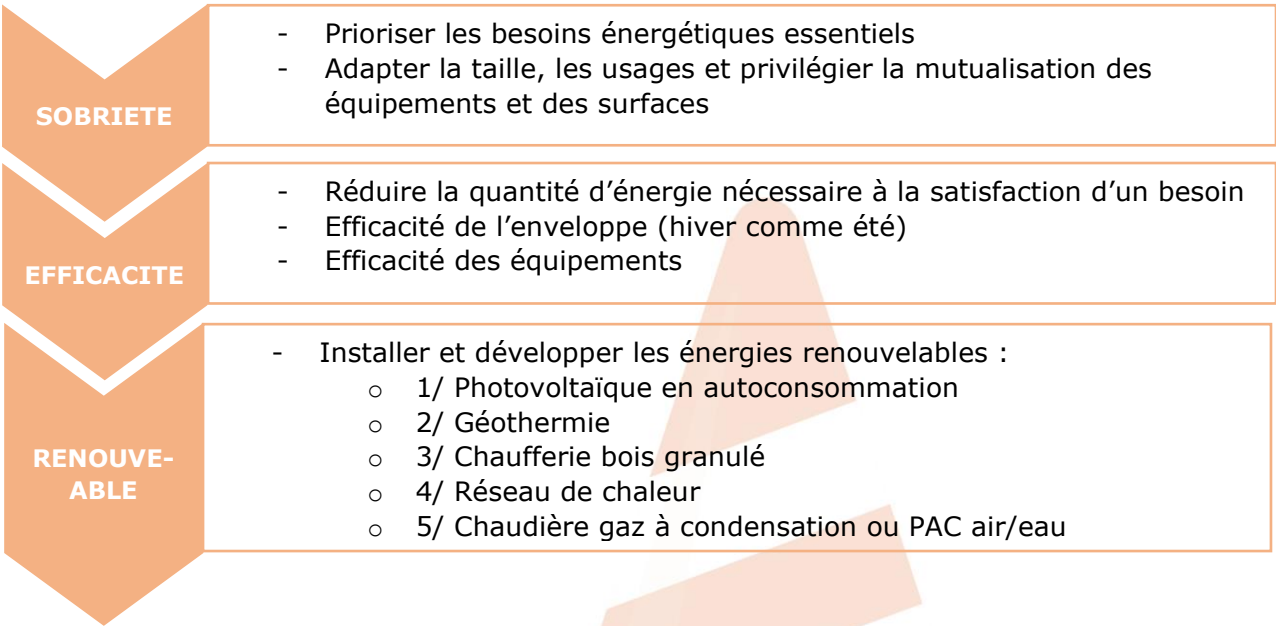 SOBRIETE
- Prioriser les besoins énergétiques essentiels
- Adapter la taille, les usages et privilégier la mutualisation des
équipements et des surfaces
EFFICACITE
- Réduire la quantité d’énergie nécessaire à la satisfaction d’un besoin
- Efficacité de l’enveloppe (hiver comme été)
- Efficacité des équipements
RENOUVE-
ABLE
- Installer et développer les énergies renouvelables :
o 1/ Photovoltaïque en autoconsommation
o 2/ Géothermie
o 3/ Chaufferie bois granulé
o 4/ Réseau de chaleur
o 5/ Chaudière gaz à condensation ou PAC air/eau